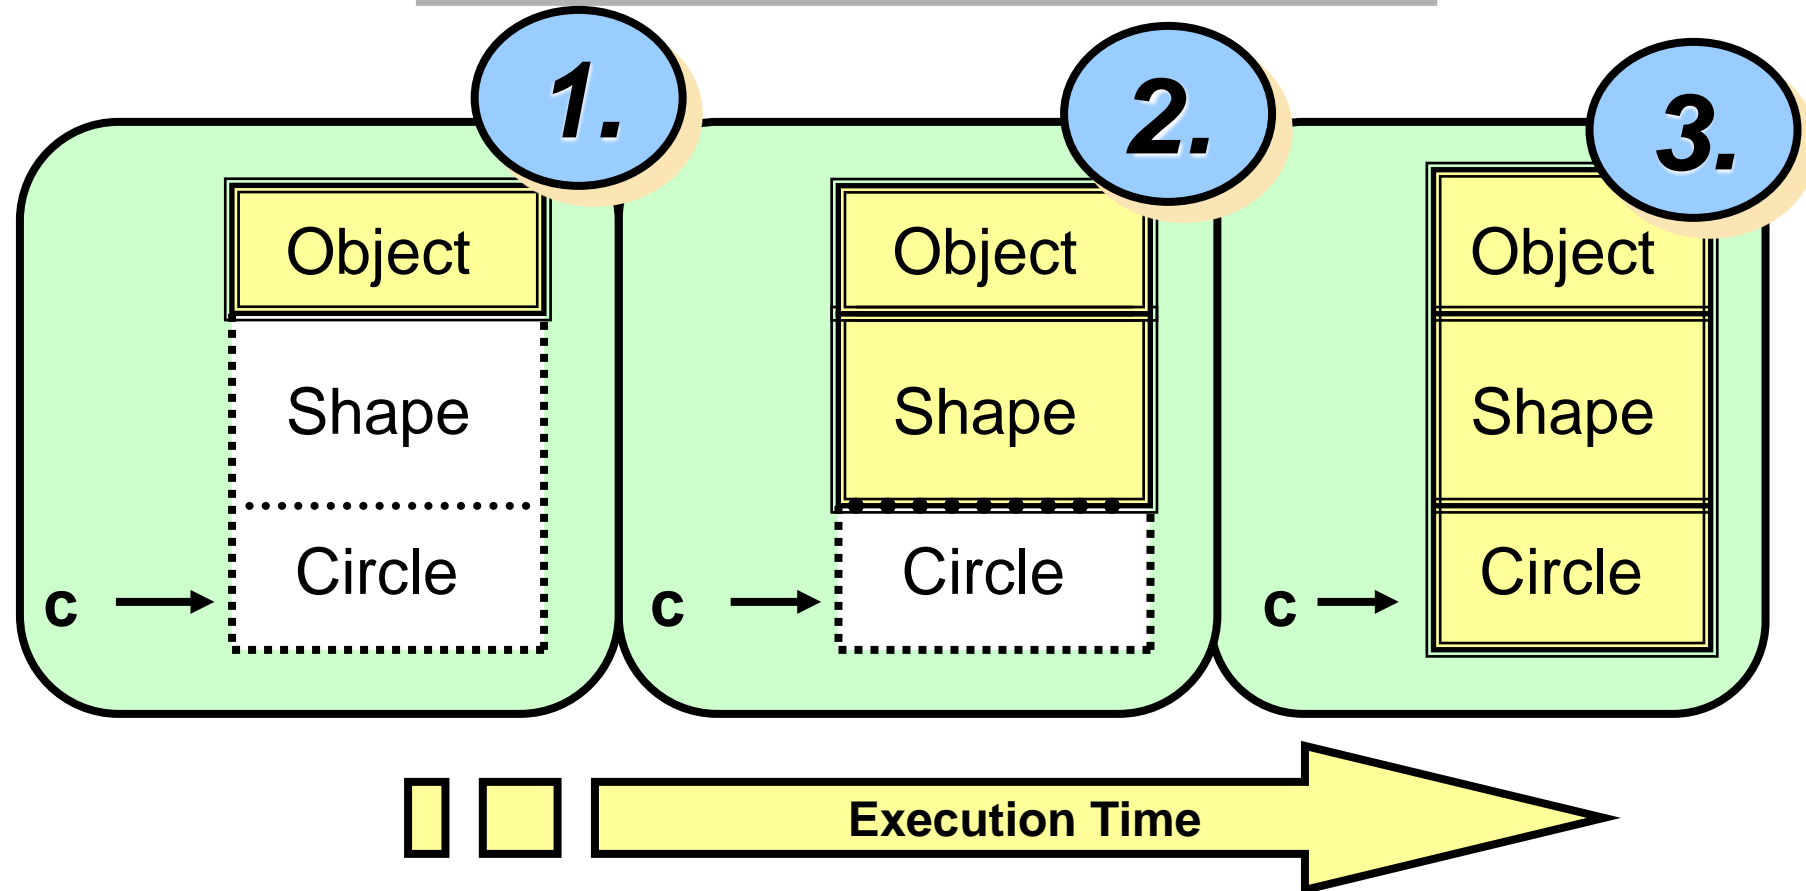 1.
Object
Shape
Circle
c
2.
Object
Shape
Circle
c
3.
Object
Shape
Circle
c
Execution Time